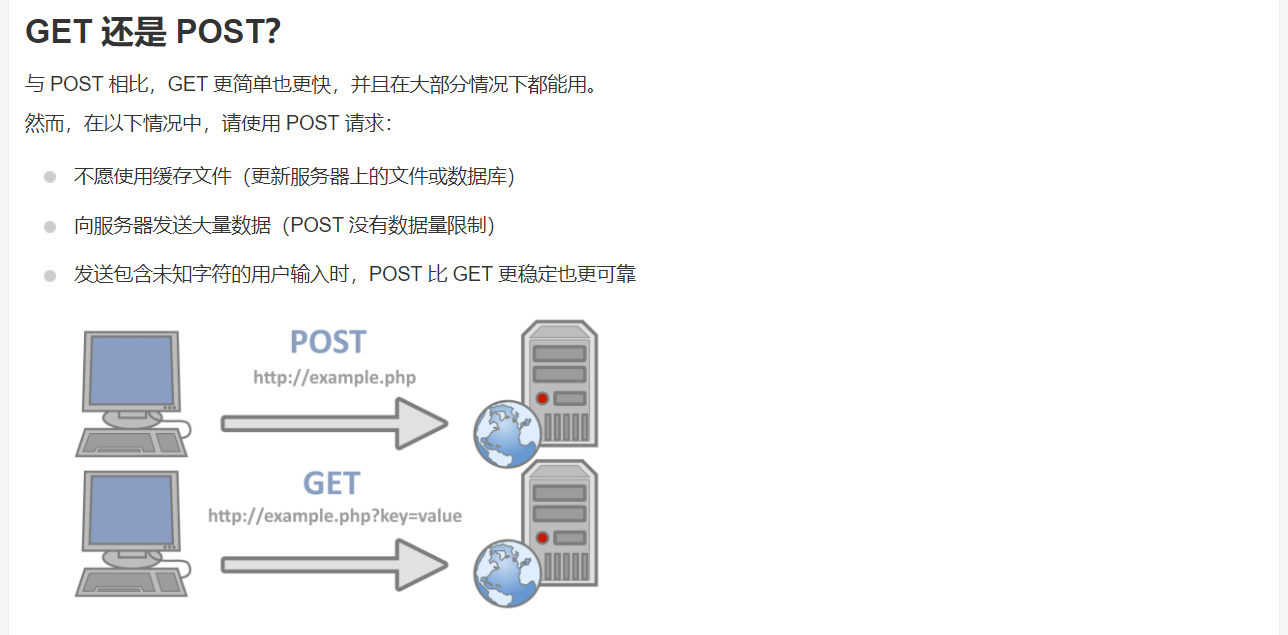 GET 还是 POST？
与 POST 相比，GET 更简单也更快，并且在大部分情况下都能用。
然而，在以下情况中，请使用 POST 请求：
不愿使用缓存文件（更新服务器上的文件或数据库）
向服务器发送大量数据（POST 没有数据量限制）
发送包含未知字符的用户输入时，POST 比 GET 更稳定也更可靠
POST
http://example.php
GET
http://example.php?key=value